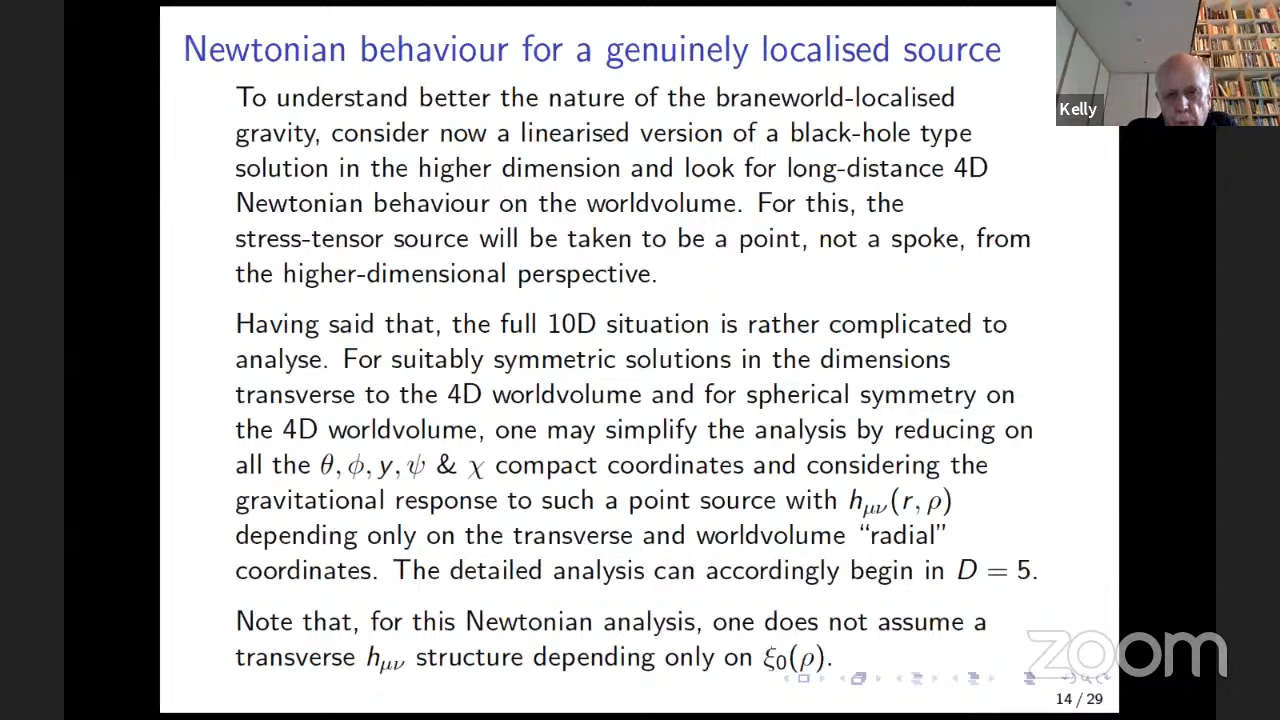 Newtonian behaviour for a genuinely localised source
To understand better the nature of the braneworld-localised
gravity, consider now a linearised version of a black-hole type
solution in the higher dimension and look for long-distance 4D
Newtonian behaviour on the worldvolume. For this, the
stress-tensor source will be taken to be a point, not a spoke, from
the higher-dimensional perspective.
Having said that, the full 10D situation is rather complicated to
analyse. For suitably symmetric solutions in the dimensions
transverse to the 4D worldvolume and for spherical symmetry on
the 4D worldvolume, one may simplify the analysis by reducing on
all the θ, ϕ, y, ψ & χ compact coordinates and considering the
gravitational response to such a point source with hμν(r, ρ)
depending only on the transverse and worldvolume “radial”
coordinates. The detailed analysis can accordingly begin in D = 5.
Note that, for this Newtonian analysis, one does not assume a
transverse hμν structure depending only on ξ0(ρ).
14 / 29
Kelly
zoom